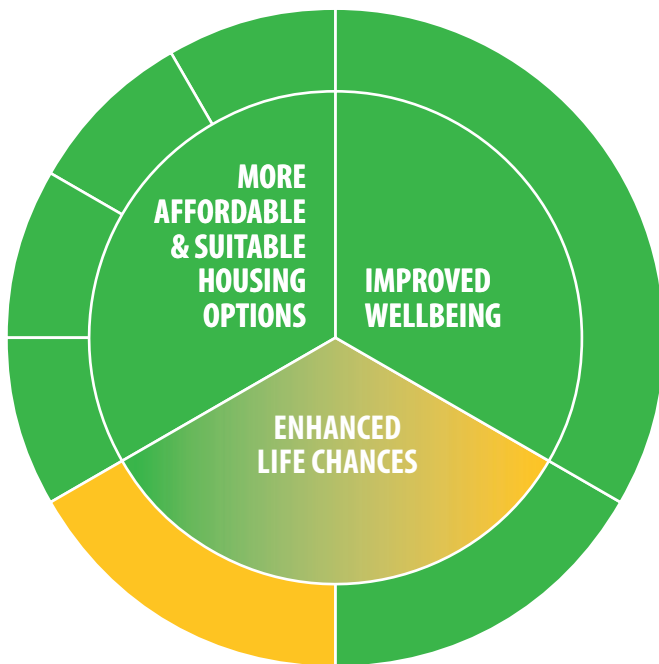 MORE
AFFORDABLE
& SUITABLE
HOUSING
OPTIONS
IMPROVED
WELLBEING
ENHANCED
LIFE CHANCES